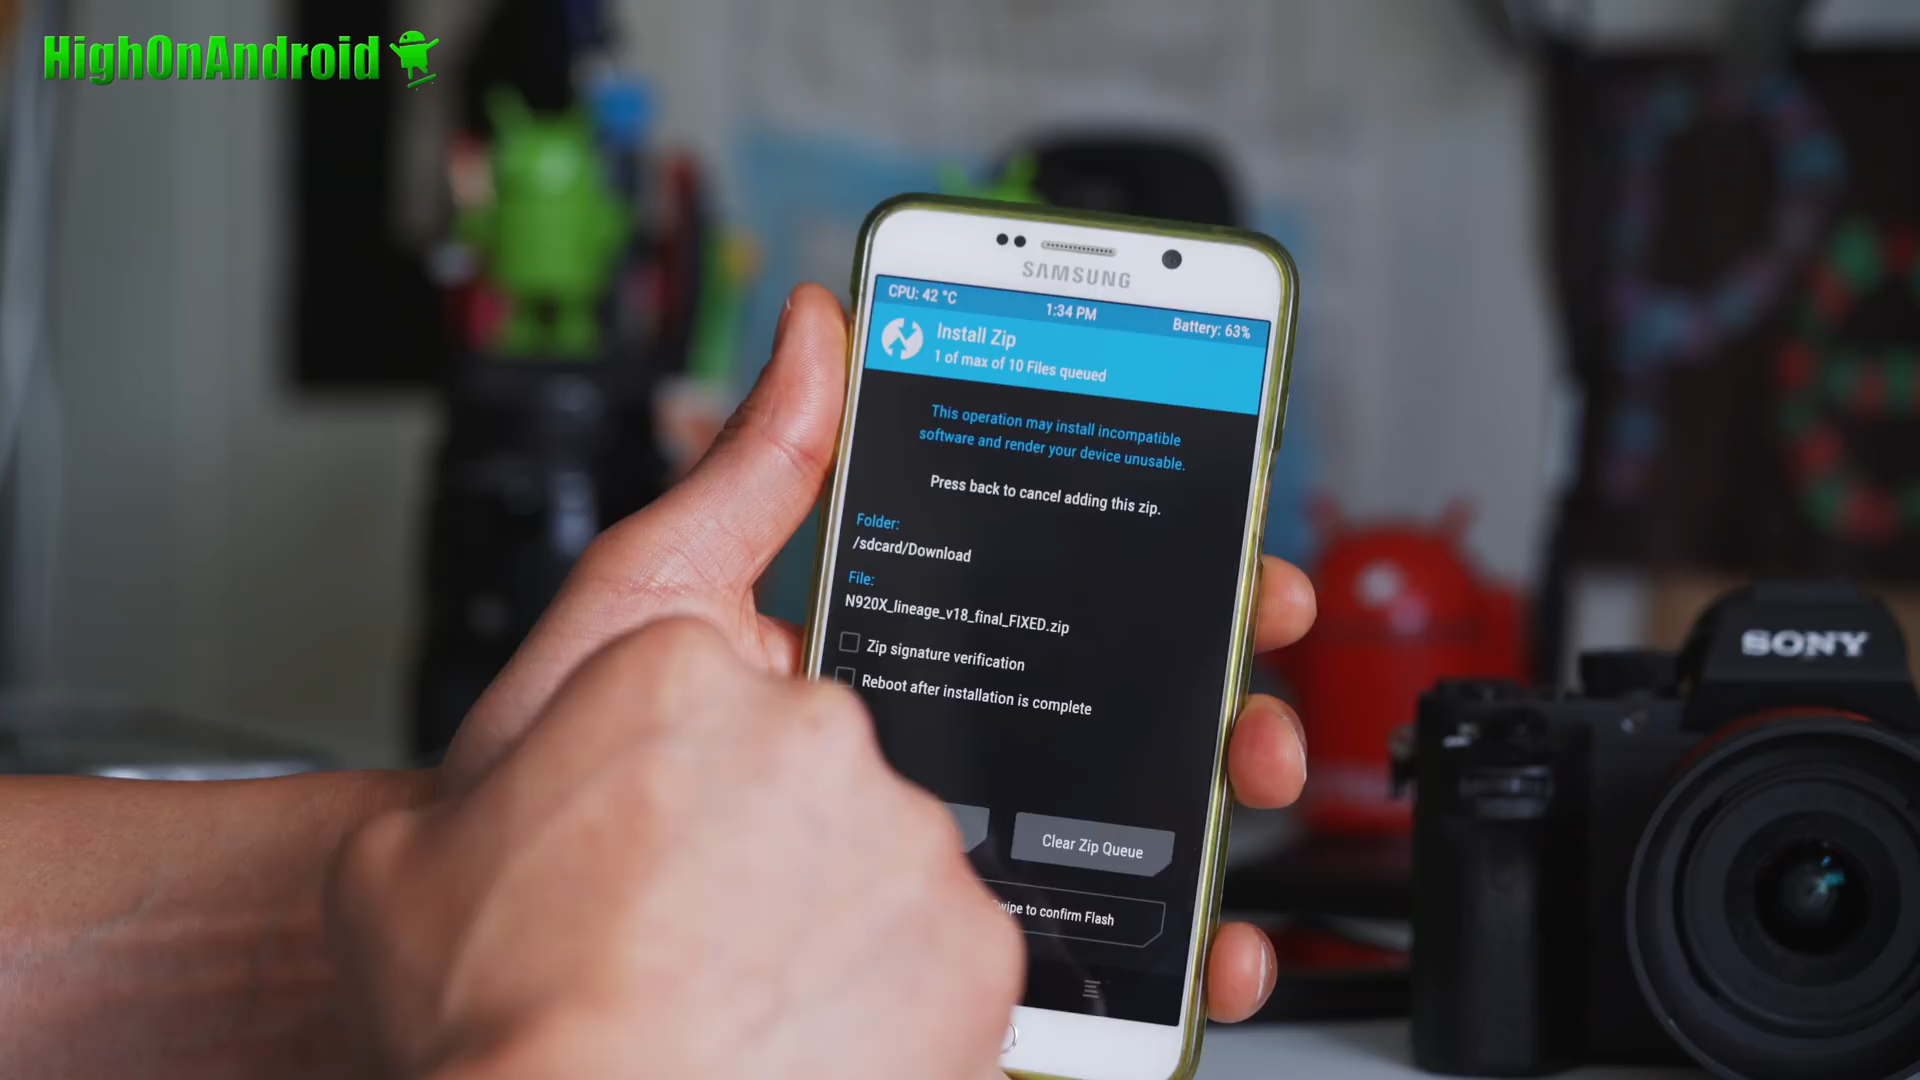 HighOnAndroid
SAMSUNG
CPU: 42 °C
1:34 PM
Battery: 63%
Install Zip
1 of max of 10 Files queued
This operation may install incompatible
software and render your device unusable.
Press back to cancel adding this zip.
Folder:
/sdcard/Download
File:
N920X_lineage_v18_final_FIXED.zip
Zip signature verification
Reboot after installation is complete
Clear Zip Queue
to confirm Flash
SONY